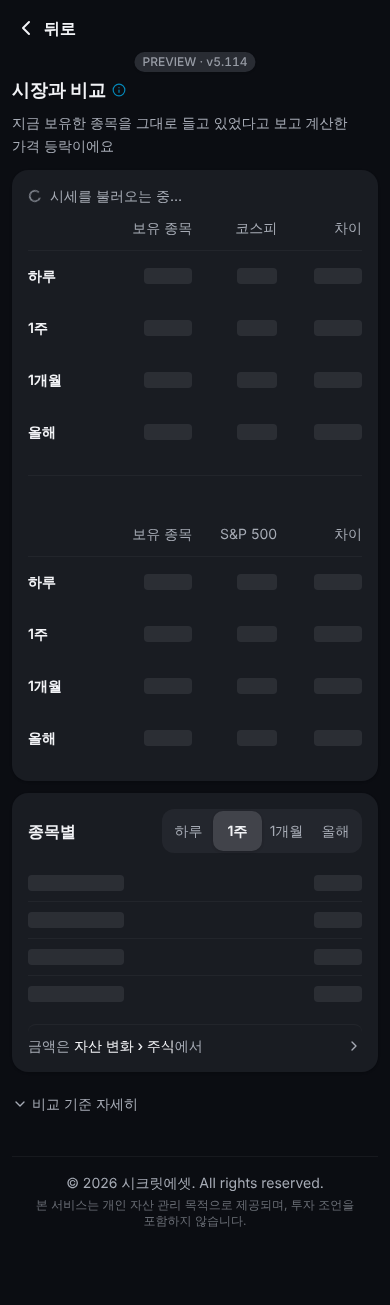 뒤로
PREVIEW · v5.114
시장과 비교
지금 보유한 종목을 그대로 들고 있었다고 보고 계산한
가격 등락이에요
시세를 불러오는 중...
보유 종목 코스피 차이
하루
1주
1개월
올해
보유 종목 S&P 500 차이
하루
1주
1개월
올해
종목별 하루 1주 1개월 올해
금액은 자산 변화 › 주식에서
비교 기준 자세히
© 2026 시크릿에셋. All rights reserved.
본 서비스는 개인 자산 관리 목적으로 제공되며, 투자 조언을
포함하지 않습니다.